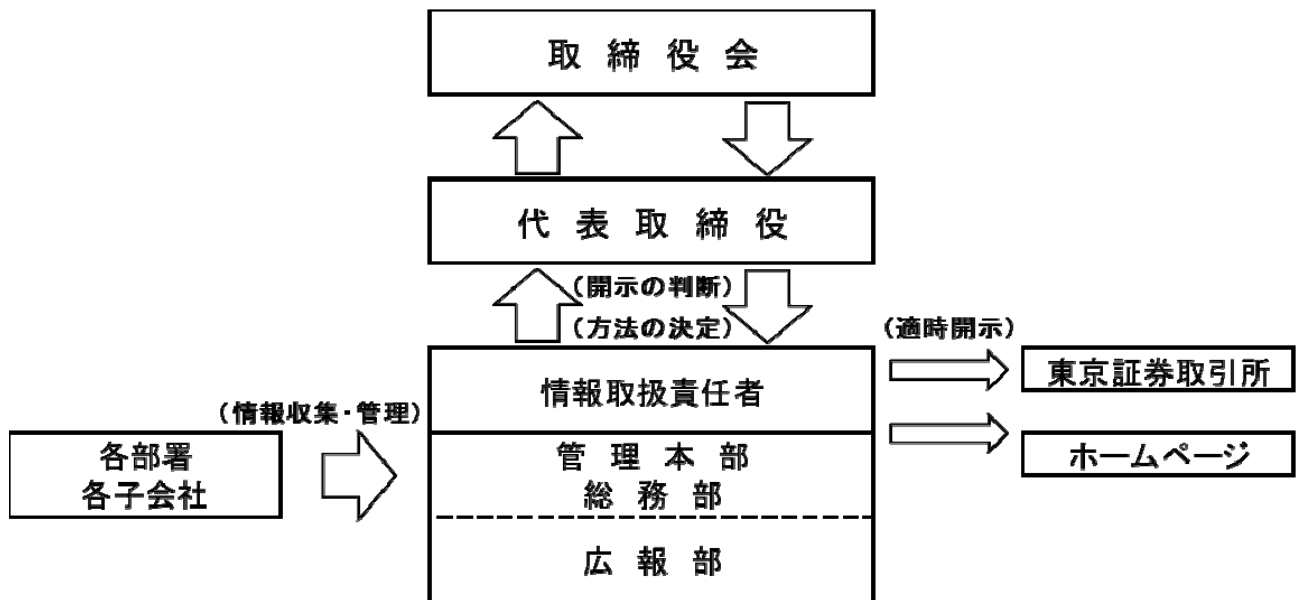 取締役会
代表取締役
（開示の判断）
（方法の決定）
（適時開示）
情報取扱責任者
東京証券取引所
（情報収集・管理）
各部署
各子会社
管理本部
総務部
ホームページ
広報部